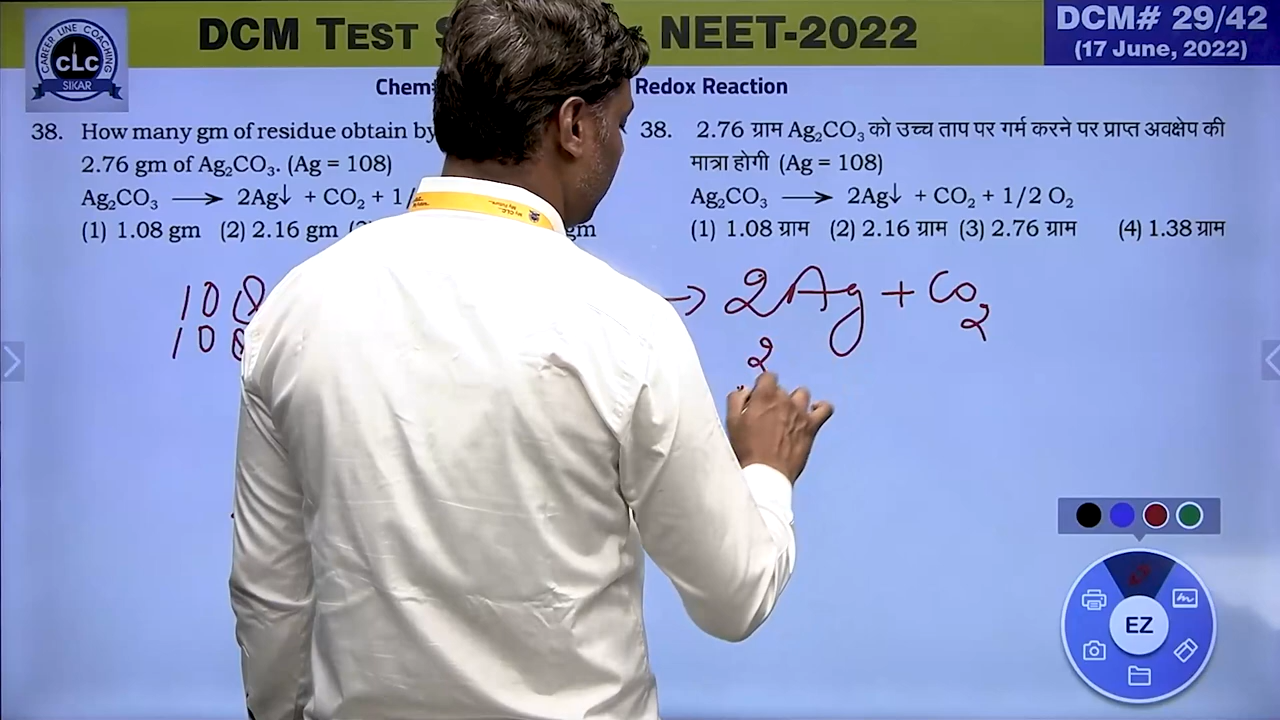 DCM TEST S NEET-2022
DCM# 29/42
(17 June, 2022)
CAREER LINE COACHING
CLC
SIKAR
Chem Redox Reaction
38. How many gm of residue obtain by
2.76 gm of Ag₂CO₃. (Ag = 108)
Ag₂CO₃ ⟶ 2Ag↓ + CO₂ + 1/
(1) 1.08 gm (2) 2.16 gm gm
38. 2.76 ग्राम Ag₂CO₃ को उच्च ताप पर गर्म करने पर प्राप्त अवक्षेप की
मात्रा होगी (Ag = 108)
Ag₂CO₃ ⟶ 2Ag↓ + CO₂ + 1/2 O₂
(1) 1.08 ग्राम (2) 2.16 ग्राम (3) 2.76 ग्राम (4) 1.38 ग्राम
108 → 2Ag + CO₂
108 2
EZ